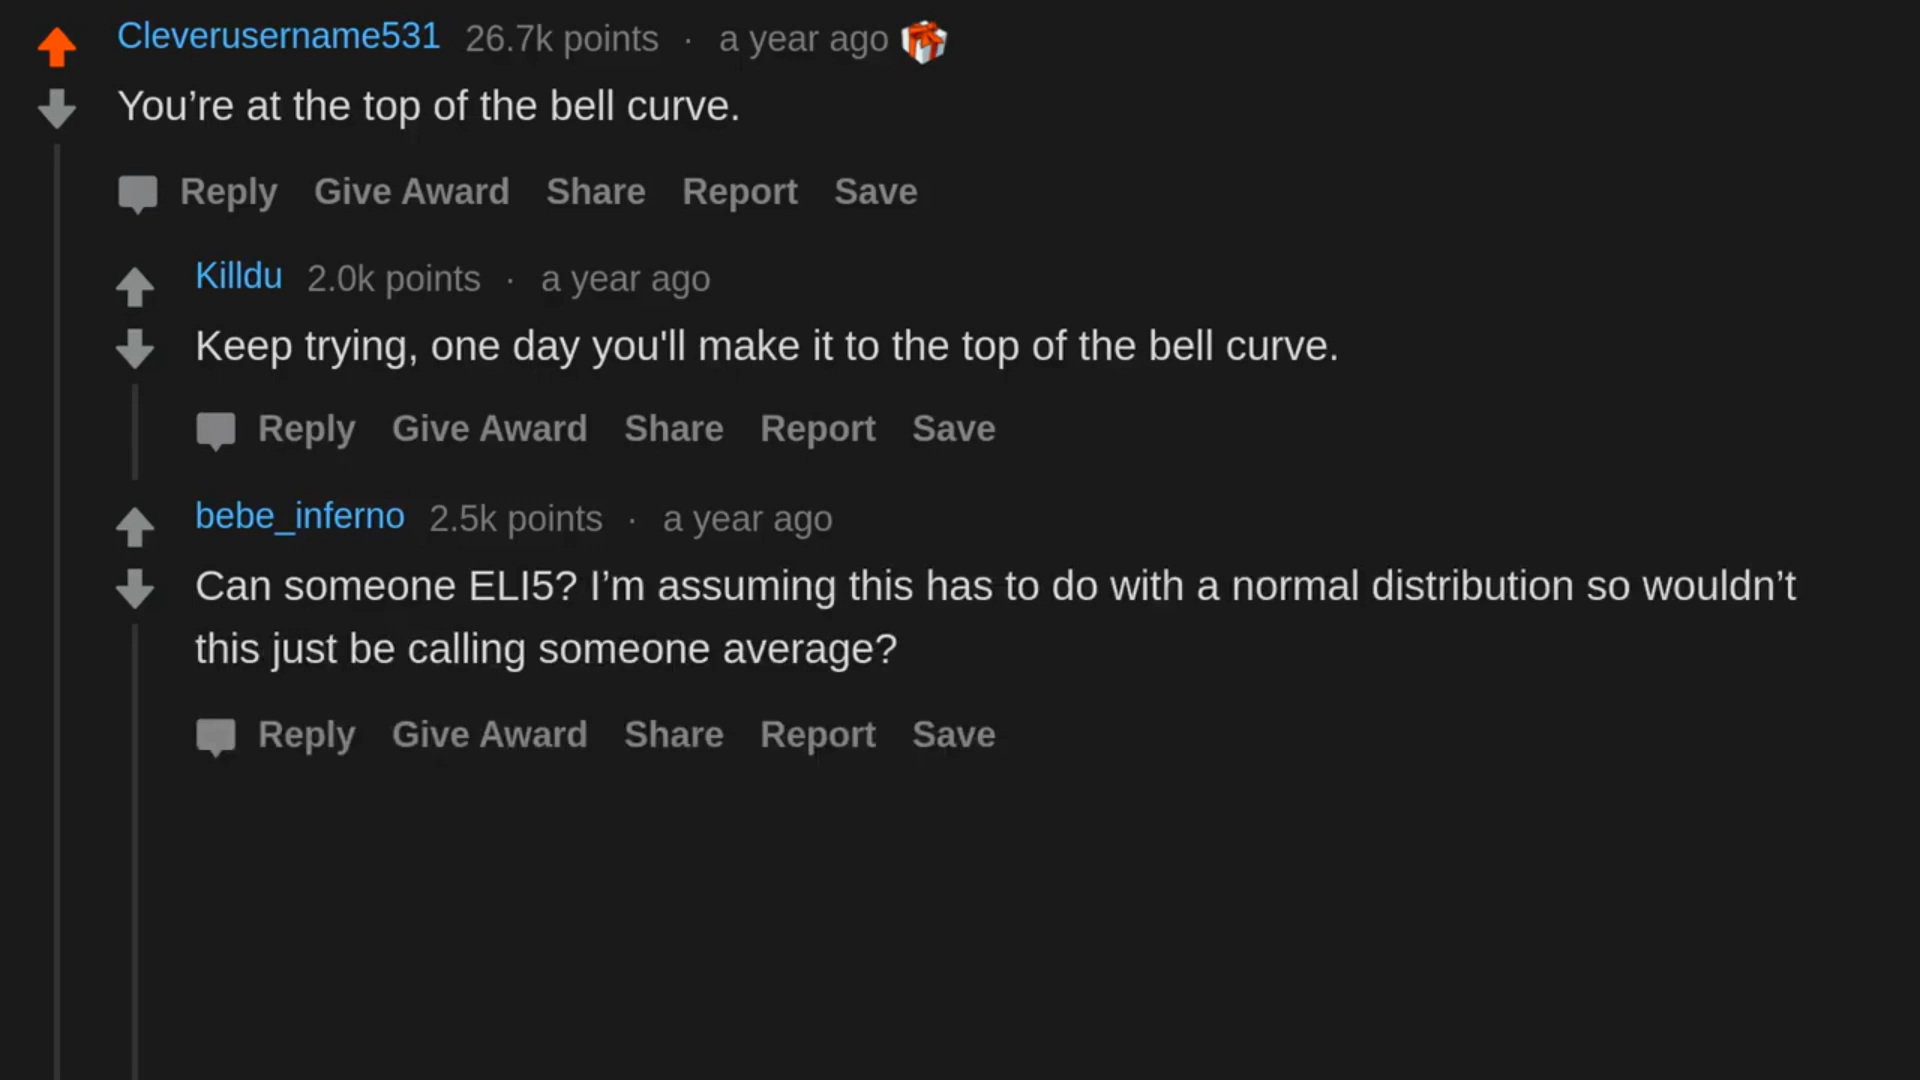 Cleverusername531 26.7k points · a year ago
You’re at the top of the bell curve.
Reply Give Award Share Report Save
Killdu 2.0k points · a year ago
Keep trying, one day you'll make it to the top of the bell curve.
Reply Give Award Share Report Save
bebe_inferno 2.5k points · a year ago
Can someone ELI5? I’m assuming this has to do with a normal distribution so wouldn’t
this just be calling someone average?
Reply Give Award Share Report Save